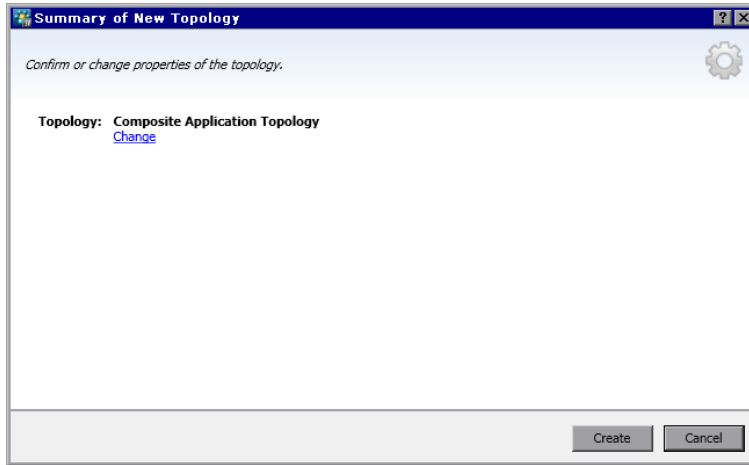 Summary of New Topology
Confirm or change properties of the topology.
Topology: Composite Application Topology
Change
Create Cancel